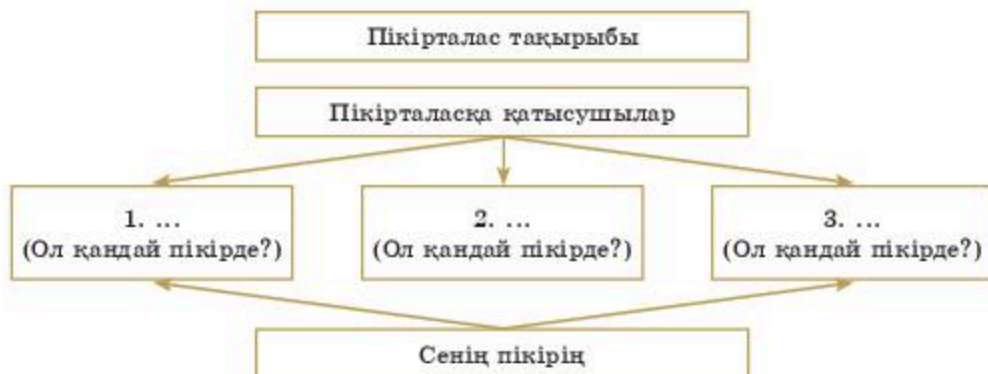 Пікірталас тақырыбы
Пікірталасқа қатысушылар
1. ...
(Ол қандай пікірде?)
2. ...
(Ол қандай пікірде?)
3. ...
(Ол қандай пікірде?)
Сенің пікірің